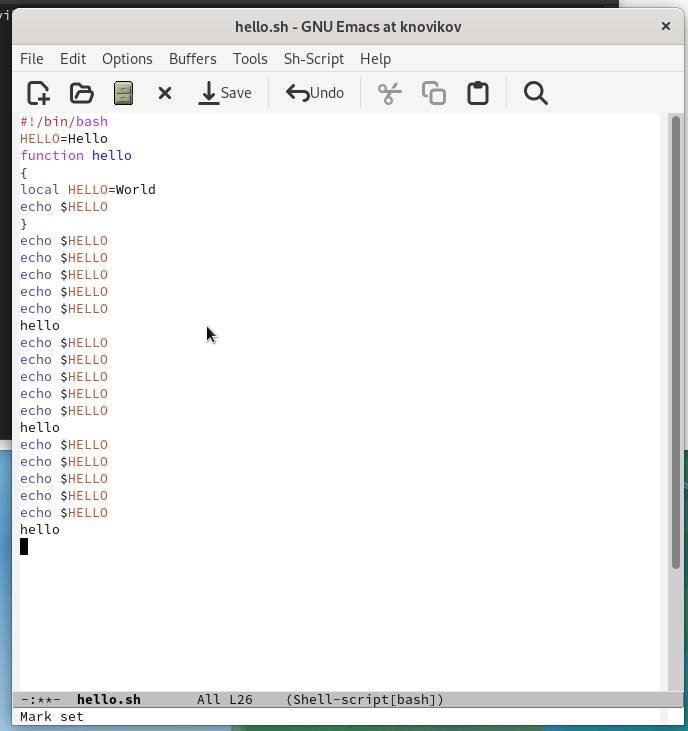 hello.sh - GNU Emacs at knovikov
File Edit Options Buffers Tools Sh-Script Help
Save Undo
#!/bin/bash
HELLO=Hello
function hello
{
local HELLO=World
echo $HELLO
}
echo $HELLO
echo $HELLO
echo $HELLO
echo $HELLO
echo $HELLO
hello
echo $HELLO
echo $HELLO
echo $HELLO
echo $HELLO
echo $HELLO
hello
echo $HELLO
echo $HELLO
echo $HELLO
echo $HELLO
echo $HELLO
hello
-:**- hello.sh All L26 (Shell-script[bash])
Mark set